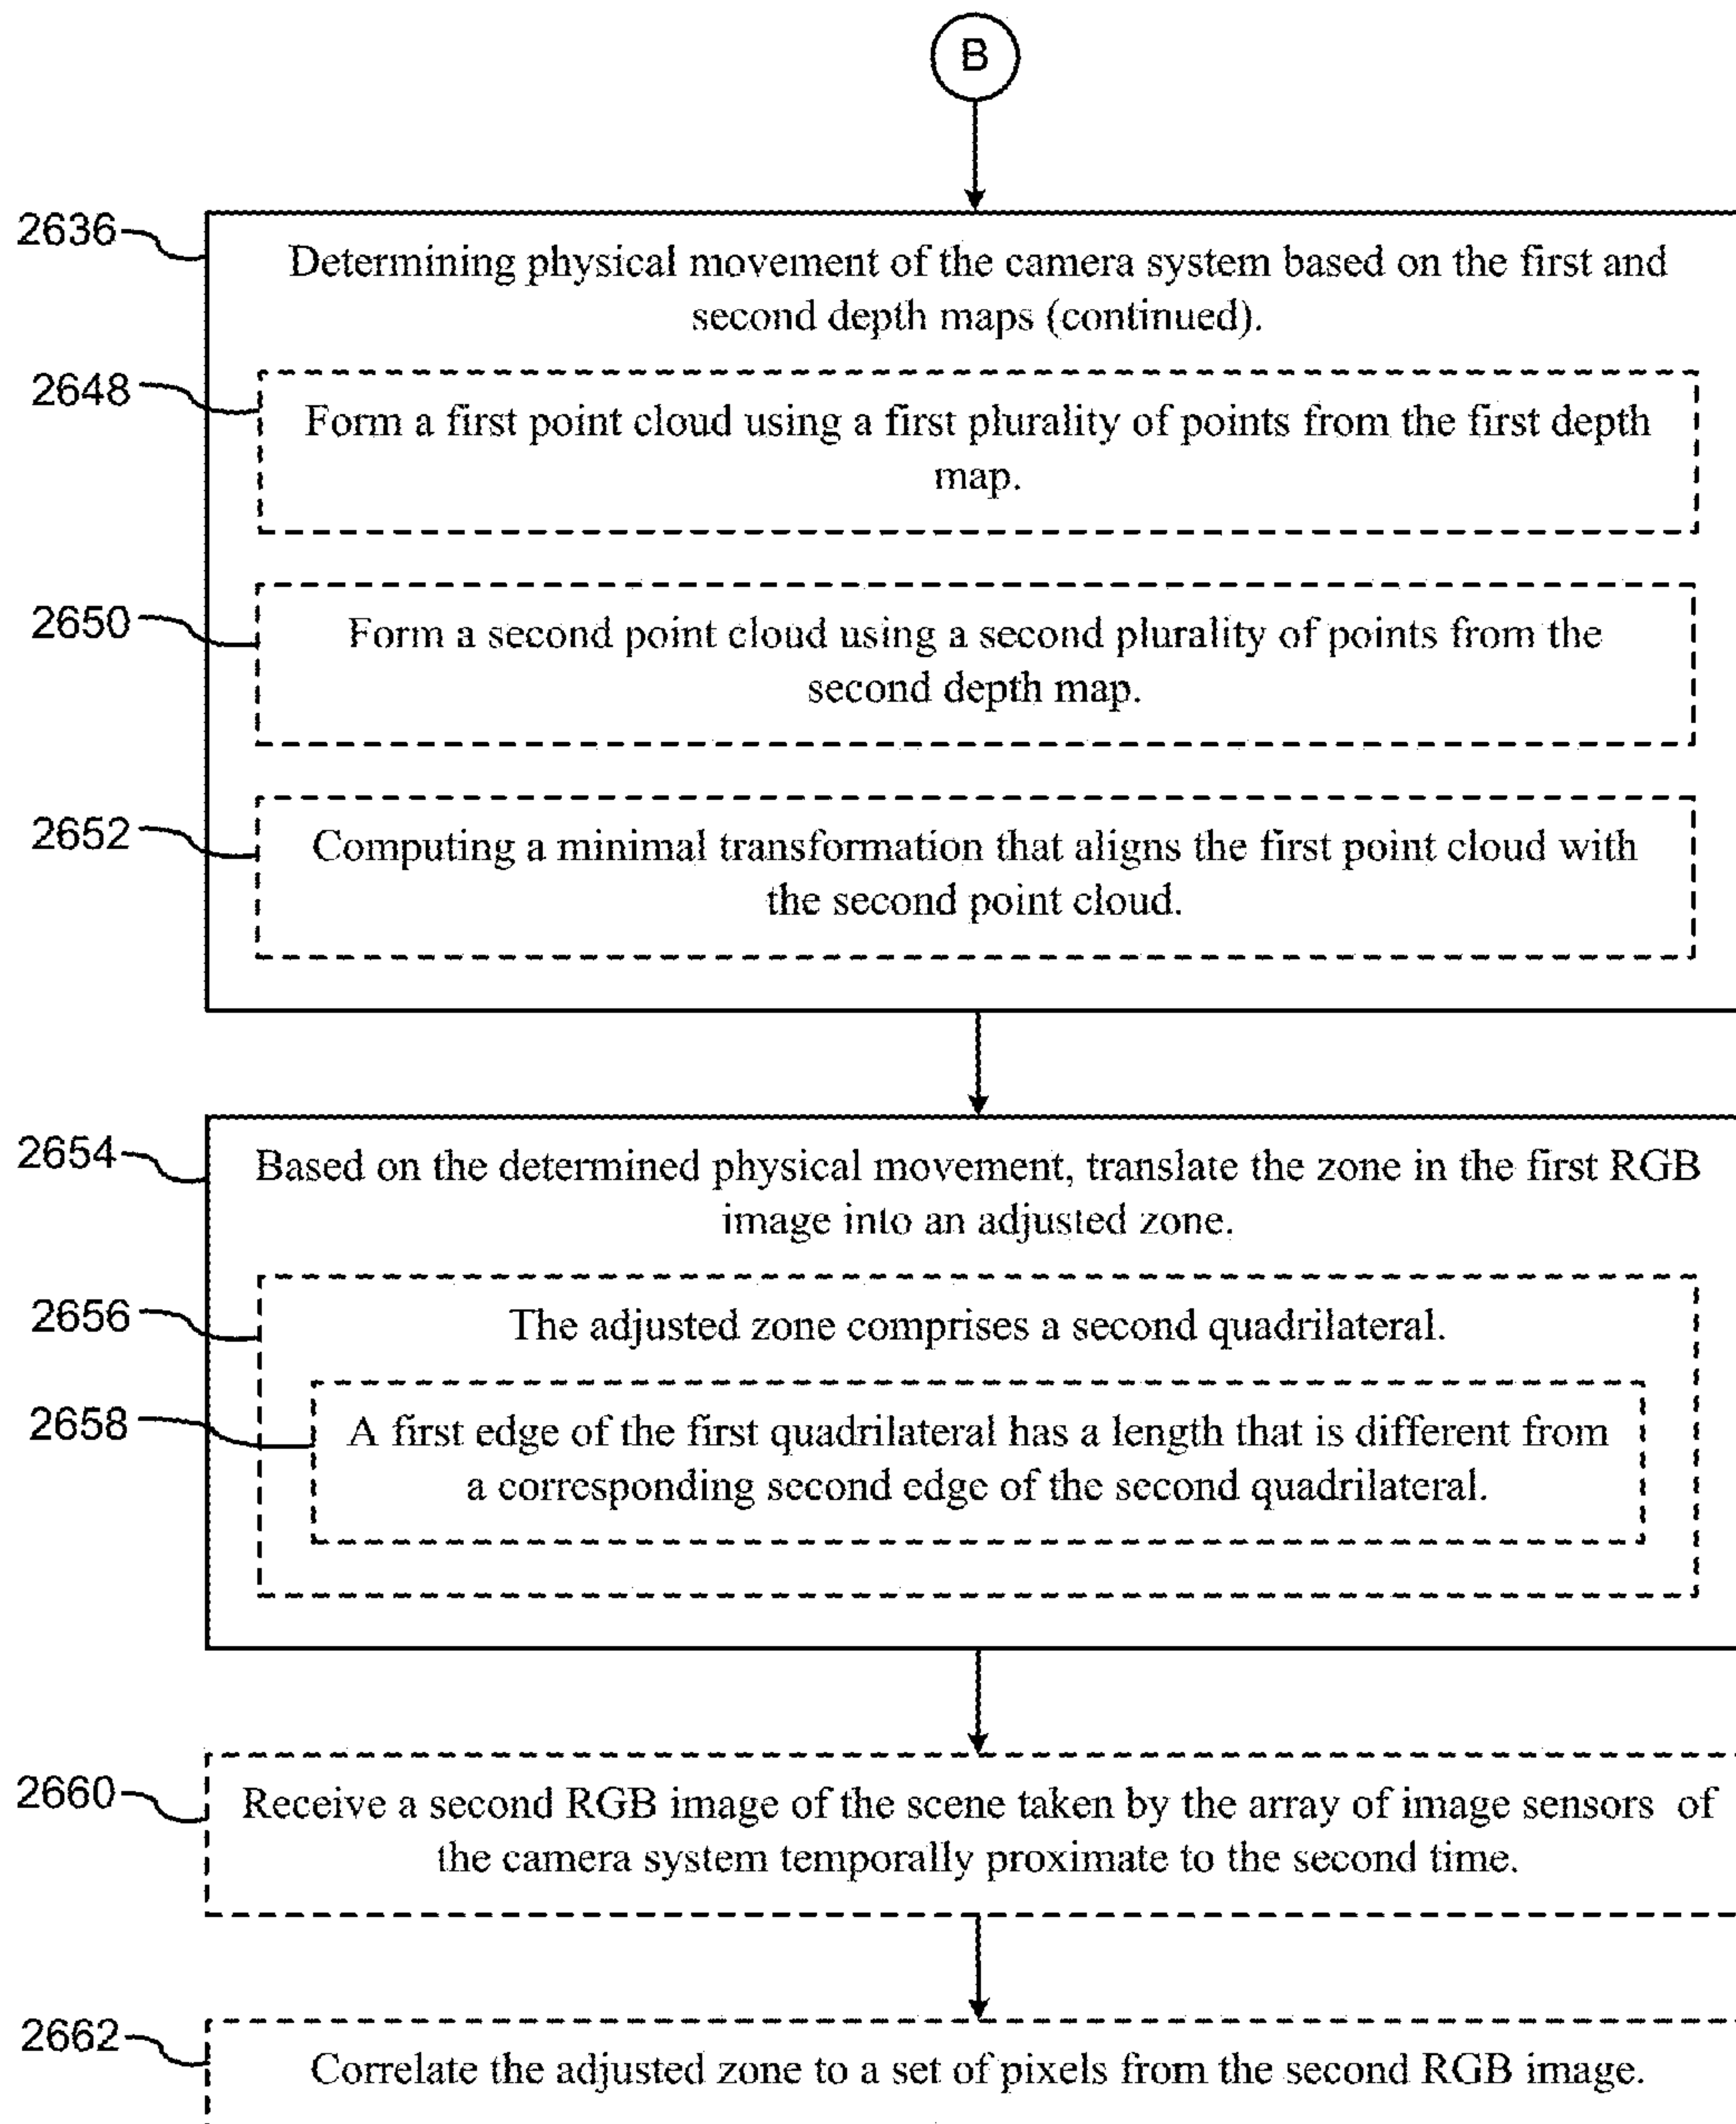 B
2636
Determining physical movement of the camera system based on the first and
second depth maps (continued).
2648
Form a first point cloud using a first plurality of points from the first depth
map.
2650
Form a second point cloud using a second plurality of points from the
second depth map.
2652
Computing a minimal transformation that aligns the first point cloud with
the second point cloud.
2654
Based on the determined physical movement, translate the zone in the first RGB
image into an adjusted zone.
2656
The adjusted zone comprises a second quadrilateral.
2658
A first edge of the first quadrilateral has a length that is different from
a corresponding second edge of the second quadrilateral.
2660
Receive a second RGB image of the scene taken by the array of image sensors of
the camera system temporally proximate to the second time.
2662
Correlate the adjusted zone to a set of pixels from the second RGB image.